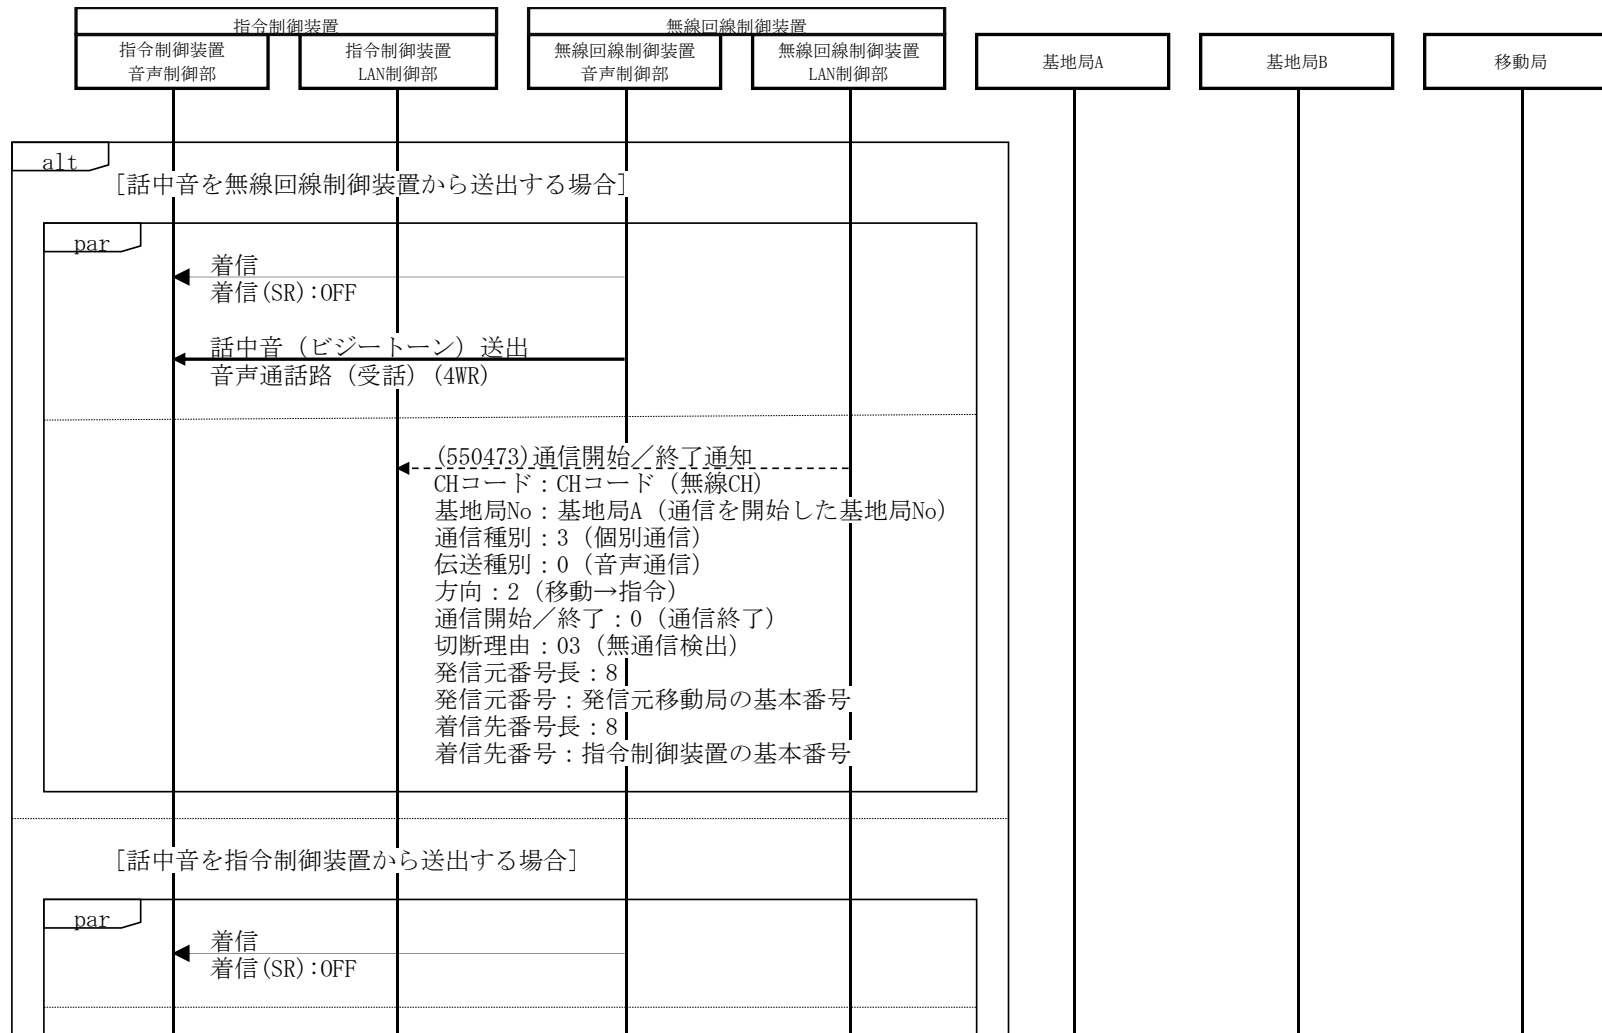 指令制御装置
無線回線制御装置
指令制御装置
音声制御部
指令制御装置
LAN制御部
無線回線制御装置
音声制御部
無線回線制御装置
LAN制御部
基地局A
基地局B
移動局
alt
[話中音を無線回線制御装置から送出する場合]
par
着信
着信(SR):OFF
話中音（ビジートーン）送出
音声通話路（受話）(4WR)
(550473)通信開始／終了通知
CHコード：CHコード（無線CH）
基地局No：基地局A（通信を開始した基地局No）
通信種別：3（個別通信）
伝送種別：0（音声通信）
方向：2（移動→指令）
通信開始／終了：0（通信終了）
切断理由：03（無通信検出）
発信元番号長：8
発信元番号：発信元移動局の基本番号
着信先番号長：8
着信先番号：指令制御装置の基本番号
[話中音を指令制御装置から送出する場合]
par
着信
着信(SR):OFF